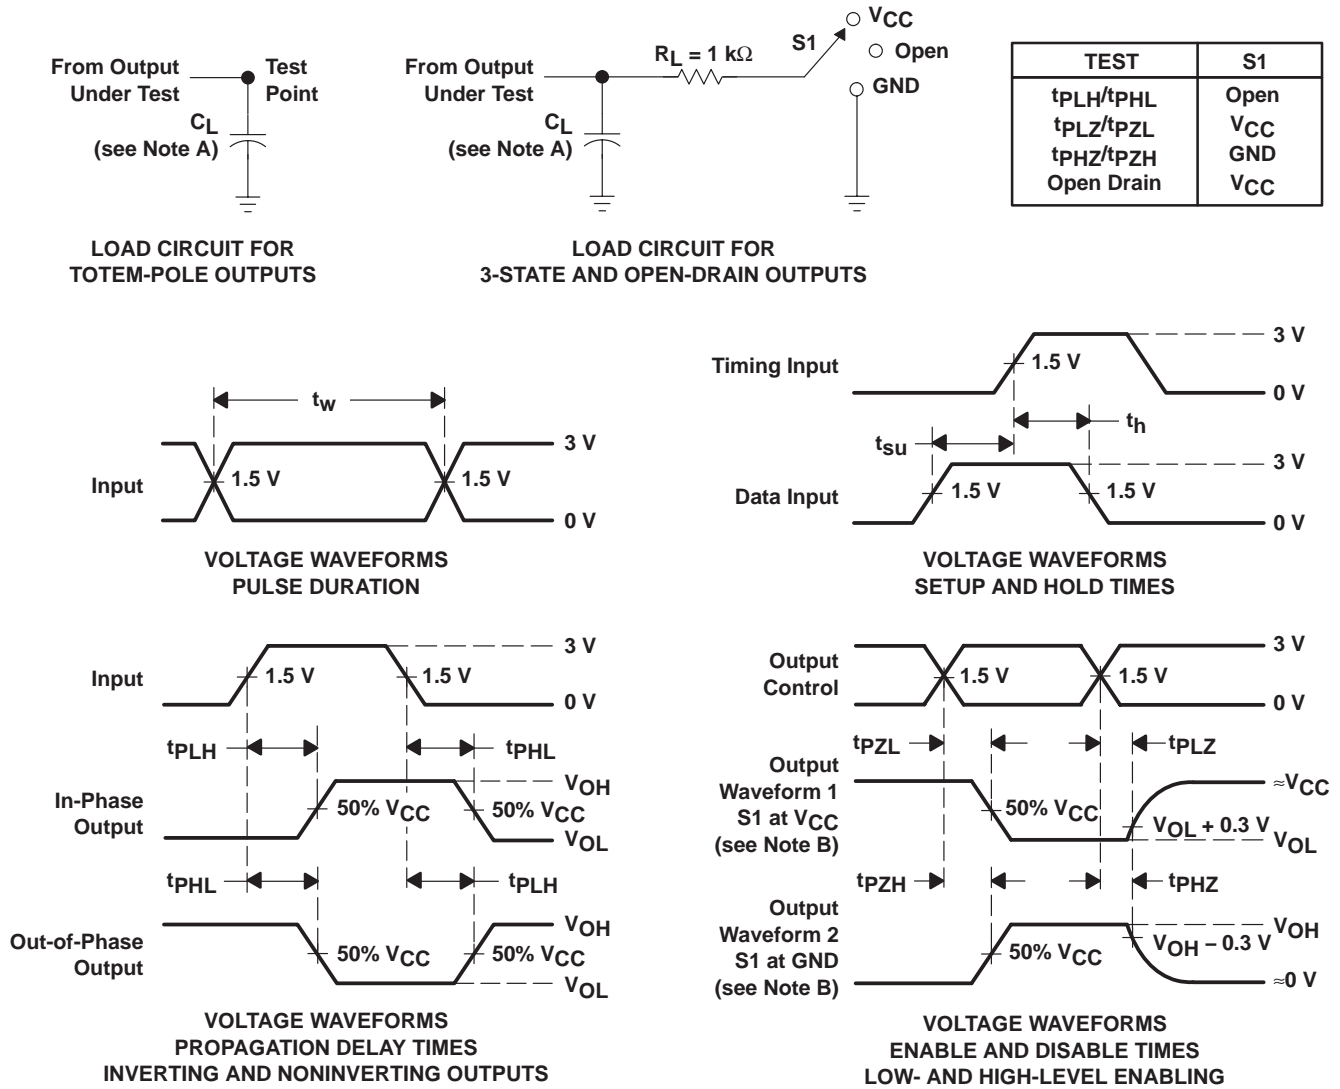 From Output
Under Test
Test
Point
CL
(see Note A)
LOAD CIRCUIT FOR
TOTEM-POLE OUTPUTS
From Output
Under Test
RL = 1 kΩ
S1
VCC
Open
GND
CL
(see Note A)
LOAD CIRCUIT FOR
3-STATE AND OPEN-DRAIN OUTPUTS
TEST S1
tPLH/tPHL Open
tPLZ/tPZL VCC
tPHZ/tPZH GND
Open Drain VCC
tw
Input
1.5 V
1.5 V
3 V
0 V
VOLTAGE WAVEFORMS
PULSE DURATION
Timing Input
1.5 V
3 V
0 V
tsu
th
Data Input
1.5 V
1.5 V
3 V
0 V
VOLTAGE WAVEFORMS
SETUP AND HOLD TIMES
Input
1.5 V
1.5 V
3 V
0 V
tPLH
tPHL
In-Phase
Output
50% VCC
50% VCC
VOH
VOL
tPHL
tPLH
Out-of-Phase
Output
50% VCC
50% VCC
VOH
VOL
VOLTAGE WAVEFORMS
PROPAGATION DELAY TIMES
INVERTING AND NONINVERTING OUTPUTS
Output
Control
1.5 V
1.5 V
3 V
0 V
tPZL
tPLZ
Output
Waveform 1
S1 at VCC
(see Note B)
50% VCC
VOL + 0.3 V
≈VCC
VOL
tPZH
tPHZ
Output
Waveform 2
S1 at GND
(see Note B)
50% VCC
VOH − 0.3 V
VOH
≈0 V
VOLTAGE WAVEFORMS
ENABLE AND DISABLE TIMES
LOW- AND HIGH-LEVEL ENABLING